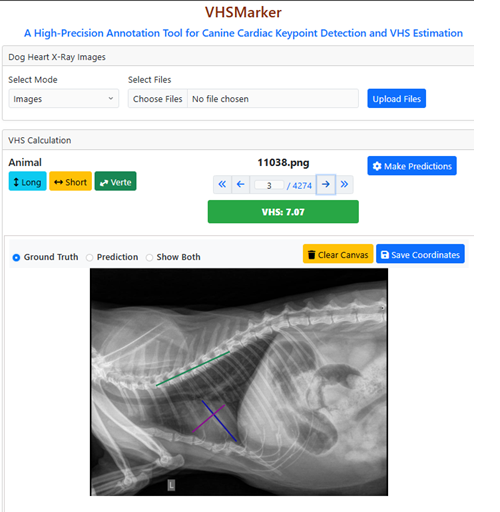 VHSMarker
A High-Precision Annotation Tool for Canine Cardiac Keypoint Detection and VHS Estimation
Dog Heart X-Ray Images
Select Mode
Select Files
Images
Choose Files No file chosen
Upload Files
VHS Calculation
Animal
11038.png
Make Predictions
Long
Short
Verte
3 / 4274
VHS: 7.07
Ground Truth
Prediction
Show Both
Clear Canvas
Save Coordinates
L